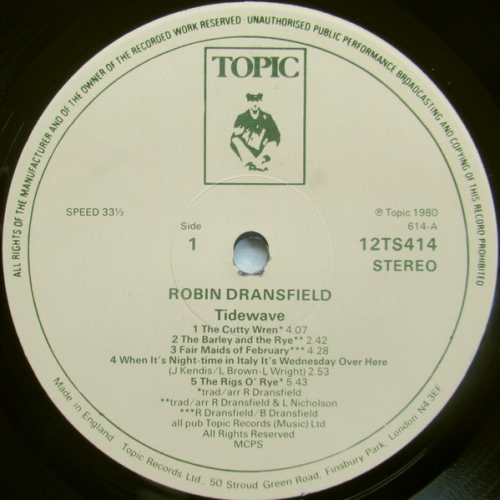 ALL RIGHTS OF THE MANUFACTURER AND OF THE OWNER OF THE RECORDED WORK RESERVED · UNAUTHORISED PUBLIC PERFORMANCE BROADCASTING AND COPYING OF THIS RECORD PROHIBITED
TOPIC
SPEED 33⅓
Side
1
℗ Topic 1980
614-A
12TS414
STEREO
ROBIN DRANSFIELD
Tidewave
1 The Cutty Wren* 4.07
2 The Barley and the Rye** 2.42
3 Fair Maids of February*** 4.28
4 When It's Night-time in Italy It's Wednesday Over Here
(J Kendis/L Brown-L Wright) 2.53
5 The Rigs O' Rye* 5.43
*trad/arr R Dransfield
**trad/arr R Dransfield & L Nicholson
***R Dransfield/B Dransfield
all pub Topic Records (Music) Ltd
All Rights Reserved
MCPS
Made in England. Topic Records Ltd., 50 Stroud Green Road, Finsbury Park, London N4 3EF